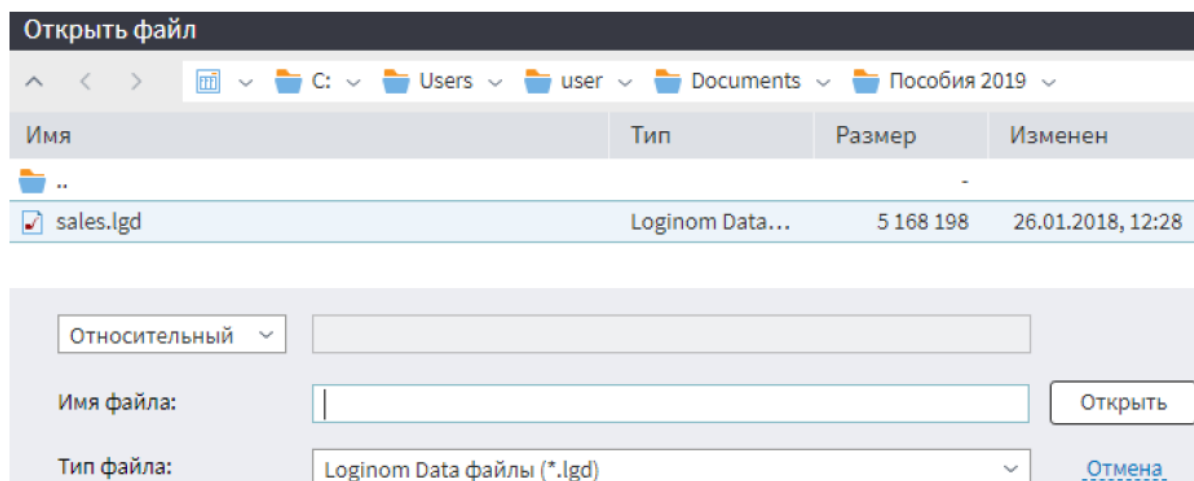 Открыть файл
C: Users user Documents Пособия 2019
Имя Тип Размер Изменен
.. -
sales.lgd Loginom Data... 5 168 198 26.01.2018, 12:28
Относительный
Имя файла: Открыть
Тип файла: Loginom Data файлы (*.lgd) Отмена